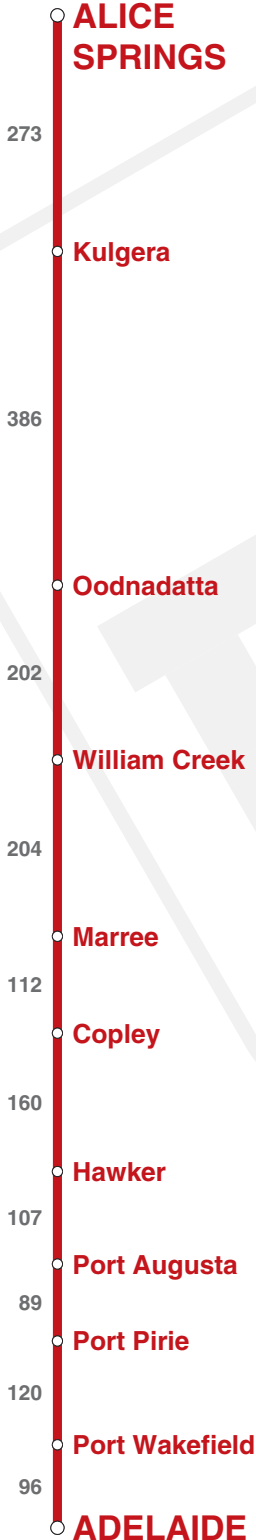 ALICE
SPRINGS
273
Kulgera
386
Oodnadatta
202
William Creek
204
Marree
112
Copley
160
Hawker
107
Port Augusta
89
Port Pirie
120
Port Wakefield
96
ADELAIDE